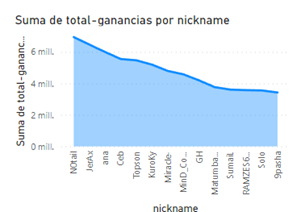 Suma de total-ganancias por nickname
Suma de total-gananc...
6 mill.
4 mill.
2 mill.
0 mill.
N0tail
JerAx
ana
Ceb
Topson
KuroKy
Miracle-
MinD_Co...
GH
Matumba...
SumaiL
RAMZES6...
Solo
9pasha
nickname